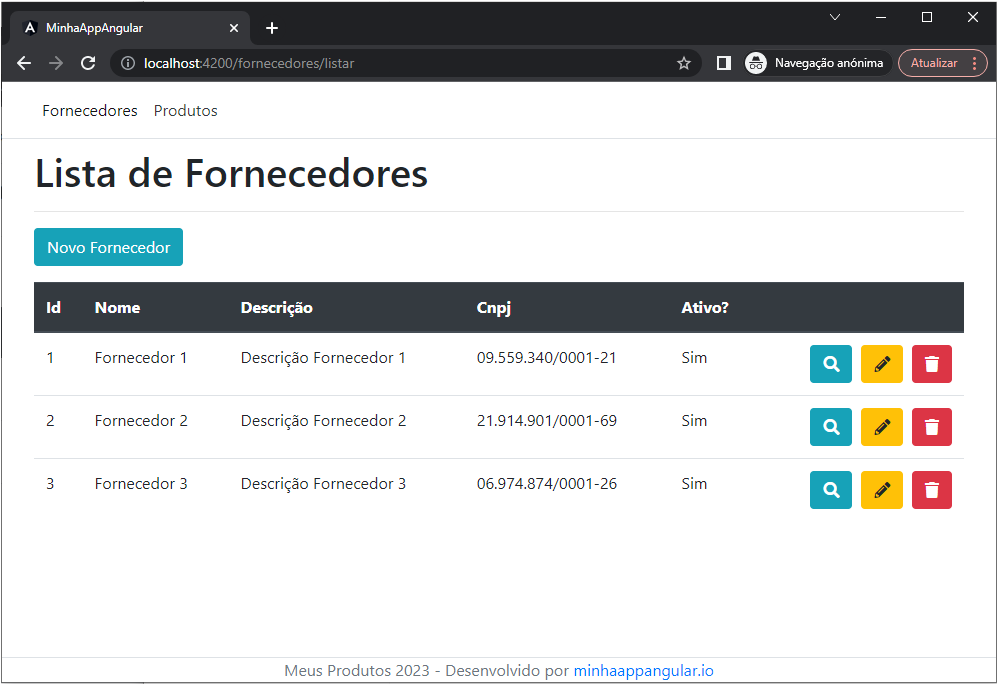 MinhaAppAngular
localhost:4200/fornecedores/listar
Navegação anónima
Atualizar
Fornecedores Produtos
Lista de Fornecedores
Novo Fornecedor
Id Nome Descrição Cnpj Ativo?
1 Fornecedor 1 Descrição Fornecedor 1 09.559.340/0001-21 Sim
2 Fornecedor 2 Descrição Fornecedor 2 21.914.901/0001-69 Sim
3 Fornecedor 3 Descrição Fornecedor 3 06.974.874/0001-26 Sim
Meus Produtos 2023 - Desenvolvido por minhaappangular.io